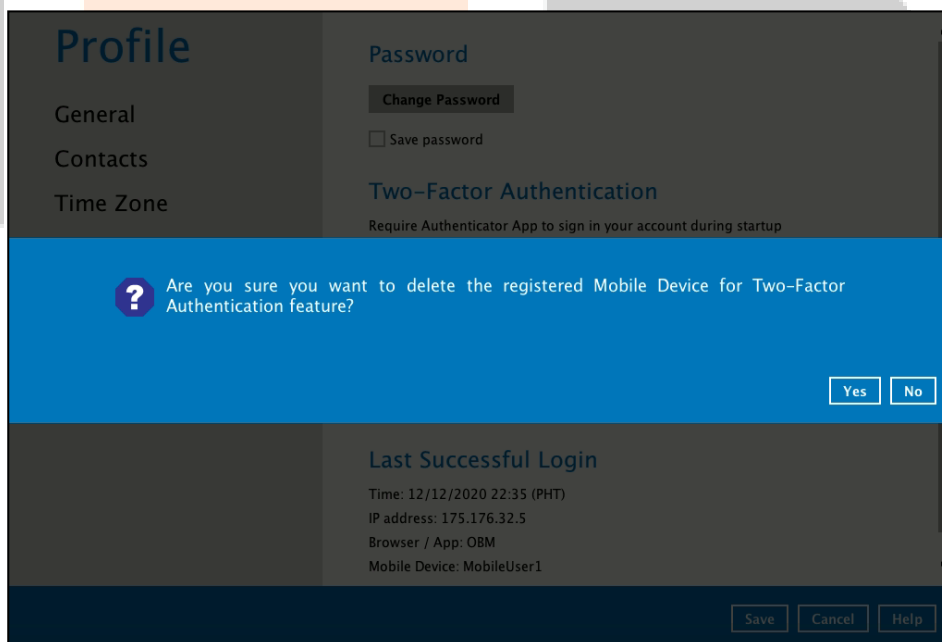 Profile
General
Contacts
Time Zone
Password
Change Password
Save password
Two-Factor Authentication
Require Authenticator App to sign in your account during startup
?
Are you sure you want to delete the registered Mobile Device for Two-Factor
Authentication feature?
Yes No
Last Successful Login
Time: 12/12/2020 22:35 (PHT)
IP address: 175.176.32.5
Browser / App: OBM
Mobile Device: MobileUser1
Save Cancel Help